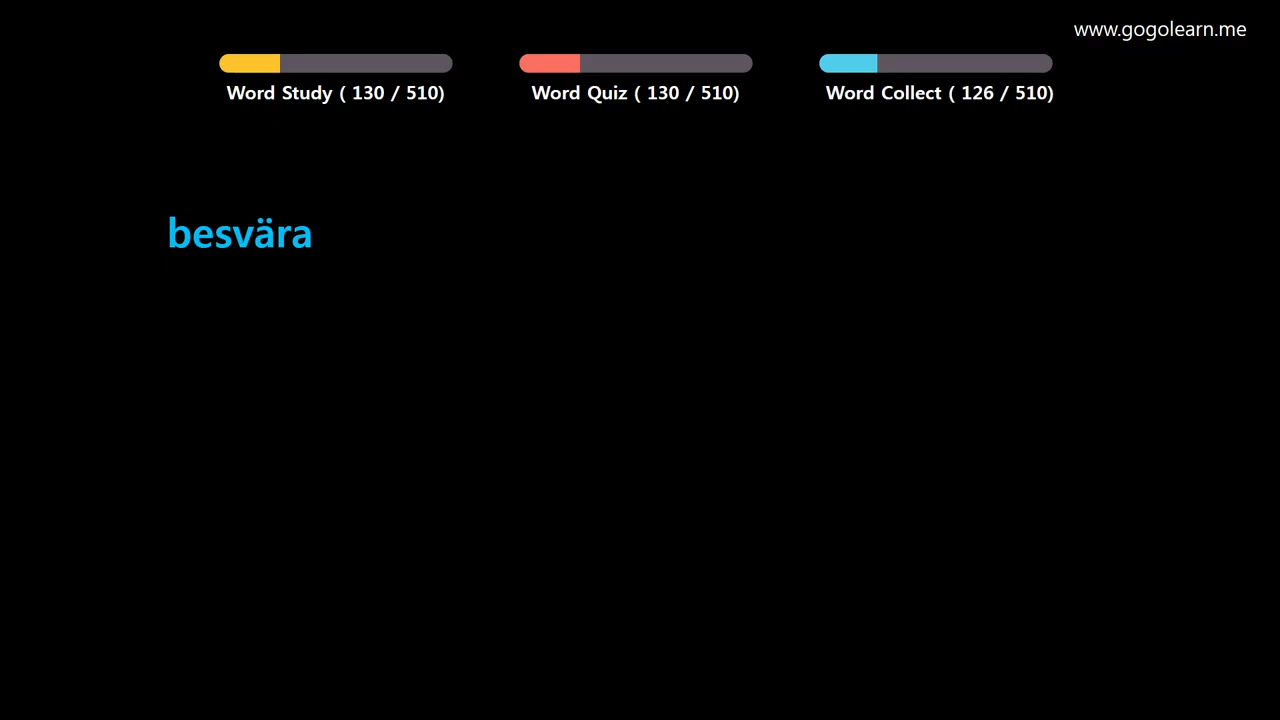 www.gogolearn.me
Word Study ( 130 / 510)
Word Quiz ( 130 / 510)
Word Collect ( 126 / 510)
besvära